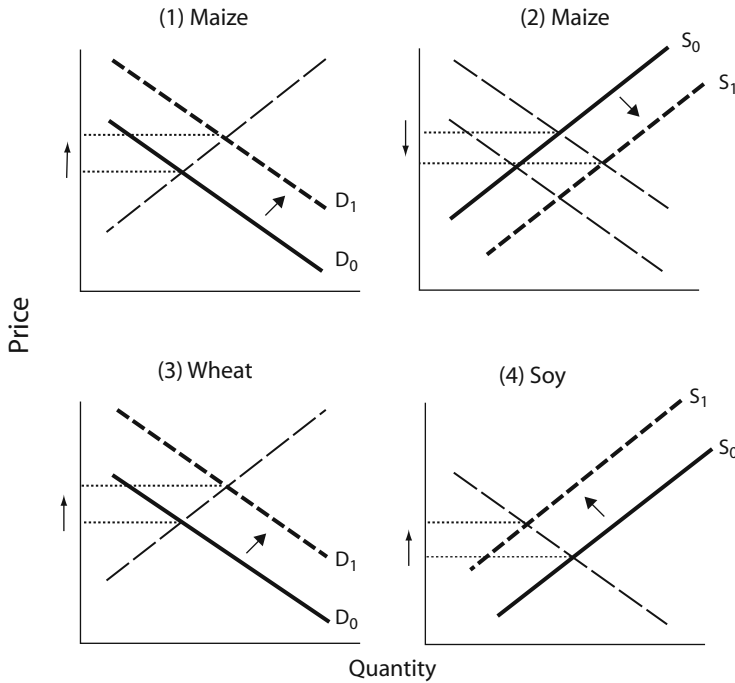 (1) Maize
(2) Maize
S0
S1
D1
D0
Price
(3) Wheat
(4) Soy
S1
S0
D1
D0
Quantity